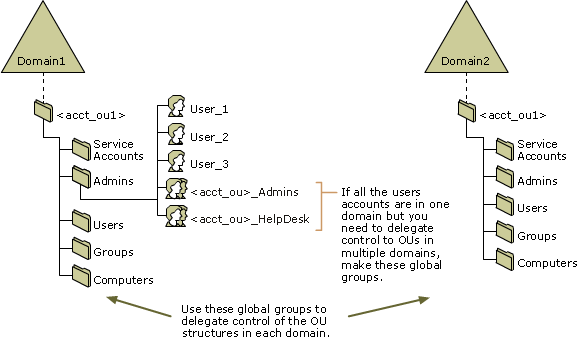 Domain1
<acct_ou1>
Service
Accounts
Admins
Users
Groups
Computers
User_1
User_2
User_3
<acct_ou>_Admins
<acct_ou>_HelpDesk
If all the users
accounts are in one
domain but you
need to delegate
control to OUs in
multiple domains,
make these global
groups.
Domain2
<acct_ou1>
Service
Accounts
Admins
Users
Groups
Computers
Use these global groups to
delegate control of the OU
structures in each domain.